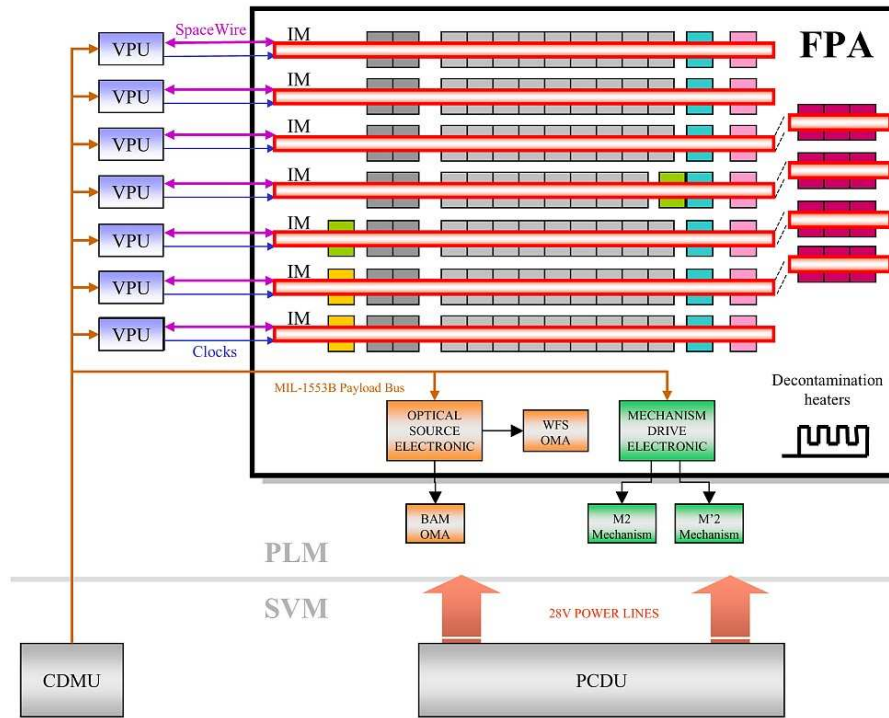 SpaceWire
IM
FPA
VPU
IM
VPU
IM
VPU
IM
VPU
IM
VPU
IM
VPU
IM
VPU
Clocks
MIL-1553B Payload Bus
Decontamination
heaters
OPTICAL
SOURCE
ELECTRONIC
WFS
OMA
MECHANISM
DRIVE
ELECTRONIC
BAM
OMA
M2
Mechanism
M'2
Mechanism
PLM
SVM
28V POWER LINES
CDMU
PCDU